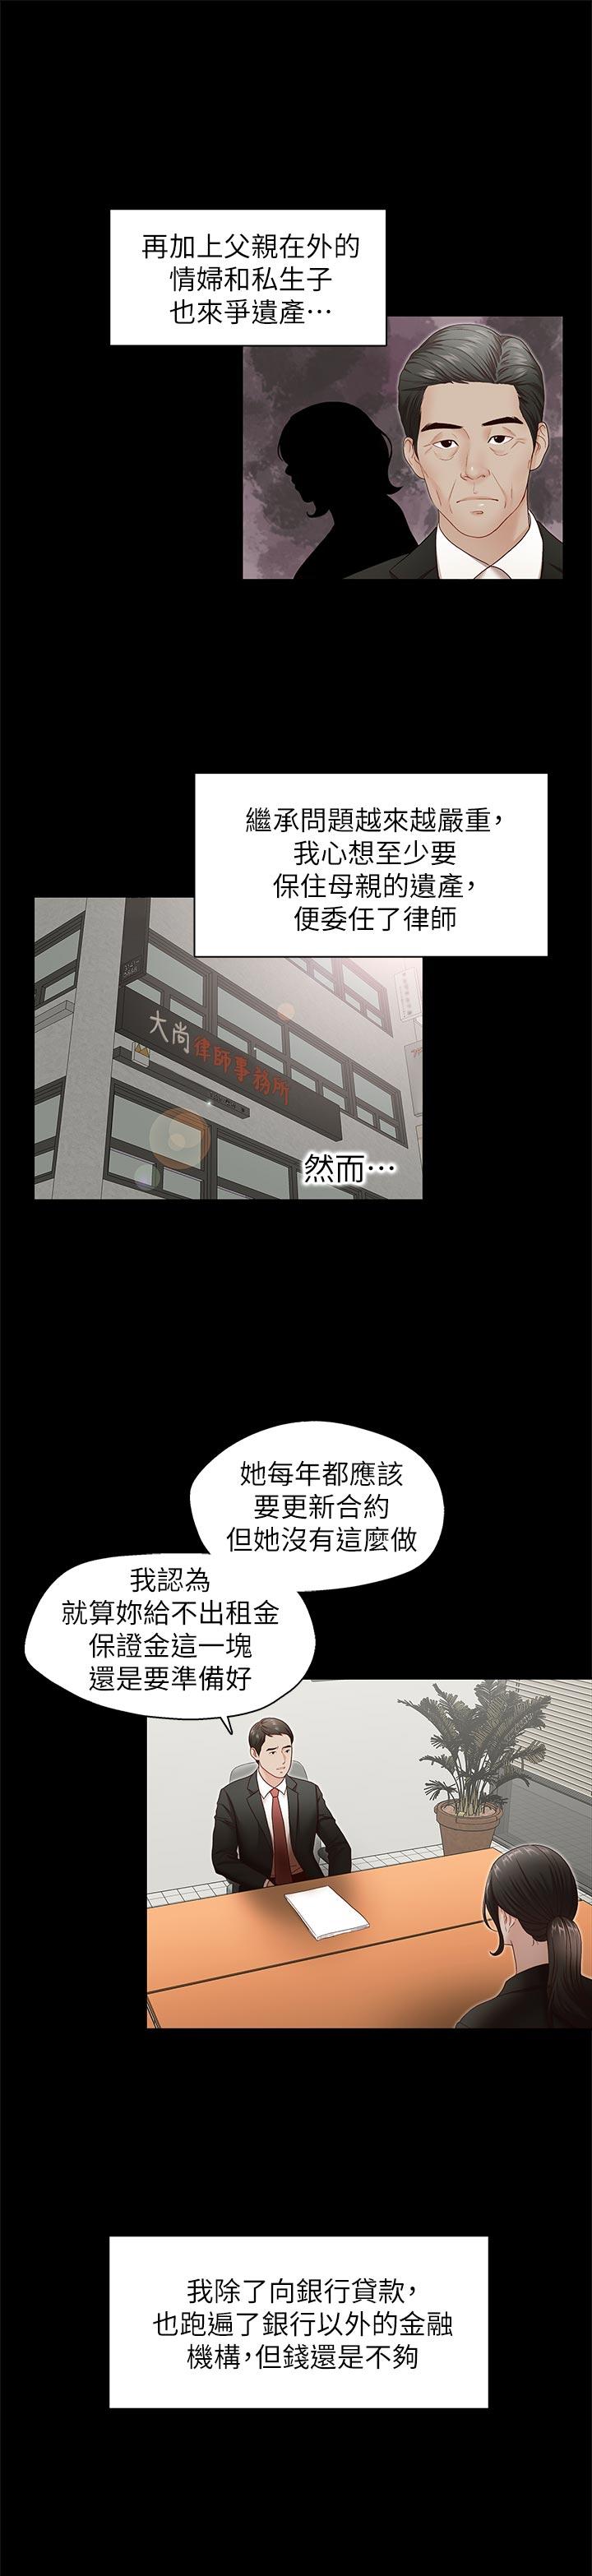 再加上父親在外的
情婦和私生子
也來爭遺產⋯
繼承問題越來越嚴重，
我心想至少要
保住母親的遺產，
便委任了律師
大尚律師事務所
然而⋯
她每年都應該
要更新合約
但她沒有這麼做
我認為
就算妳給不出租金
保證金這一塊
還是要準備好
我除了向銀行貸款，
也跑遍了銀行以外的金融
機構，但錢還是不夠